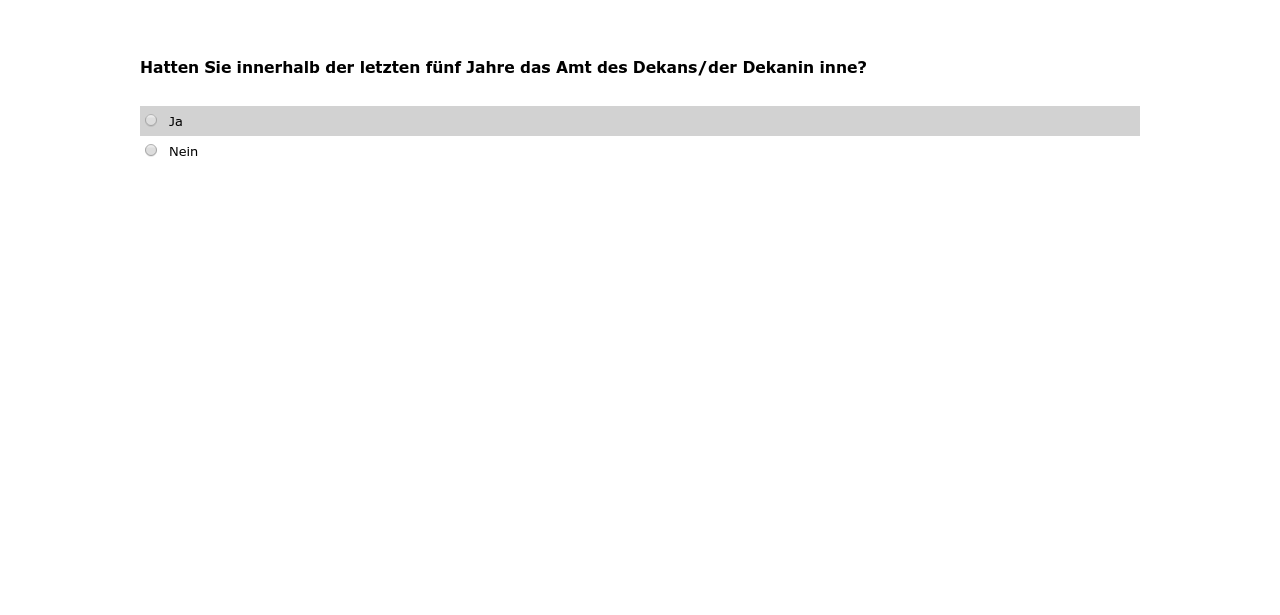 Hatten Sie innerhalb der letzten fünf Jahre das Amt des Dekans/der Dekanin inne?
Ja
Nein